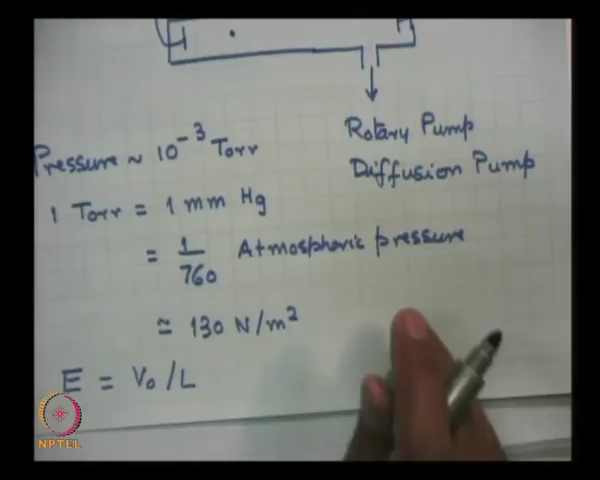 Pressure ~ 10⁻³ Torr
Rotary Pump
Diffusion Pump
1 Torr = 1 mm Hg
= 1/760 Atmospheric pressure
≃ 130 N/m²
E = V₀/L
NPTEL